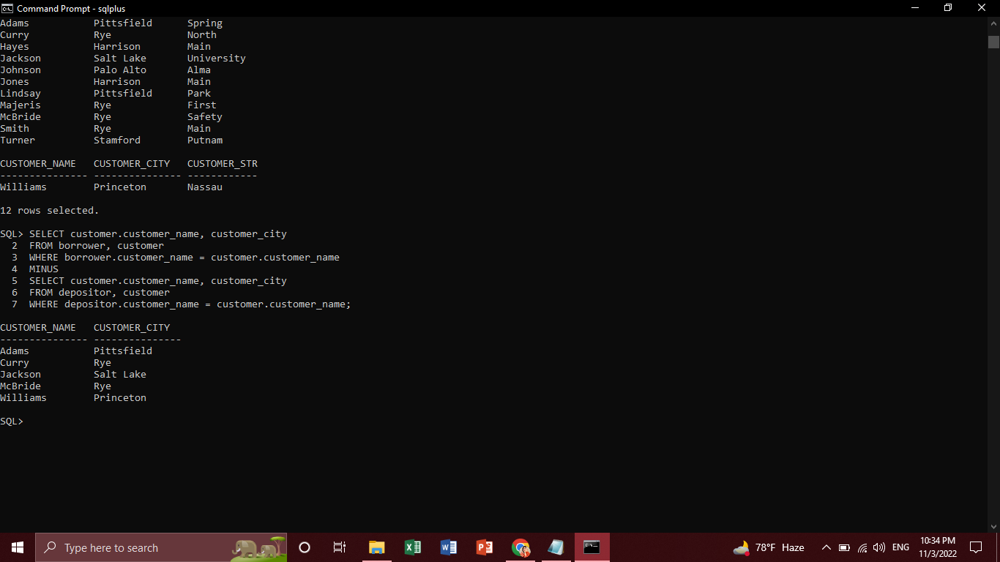 Command Prompt - sqlplus
Adams           Pittsfield      Spring
Curry           Rye             North
Hayes           Harrison        Main
Jackson         Salt Lake       University
Johnson         Palo Alto       Alma
Jones           Harrison        Main
Lindsay         Pittsfield      Park
Majeris         Rye             First
McBride         Rye             Safety
Smith           Rye             Main
Turner          Stamford        Putnam
CUSTOMER_NAME   CUSTOMER_CITY   CUSTOMER_STR
--------------- --------------- ------------
Williams        Princeton       Nassau
12 rows selected.
SQL> SELECT customer.customer_name, customer_city
  2  FROM borrower, customer
  3  WHERE borrower.customer_name = customer.customer_name
  4  MINUS
  5  SELECT customer.customer_name, customer_city
  6  FROM depositor, customer
  7  WHERE depositor.customer_name = customer.customer_name;
CUSTOMER_NAME   CUSTOMER_CITY
--------------- ---------------
Adams           Pittsfield
Curry           Rye
Jackson         Salt Lake
McBride         Rye
Williams        Princeton
SQL>
Type here to search
78°F Haze
ENG
10:34 PM
11/3/2022